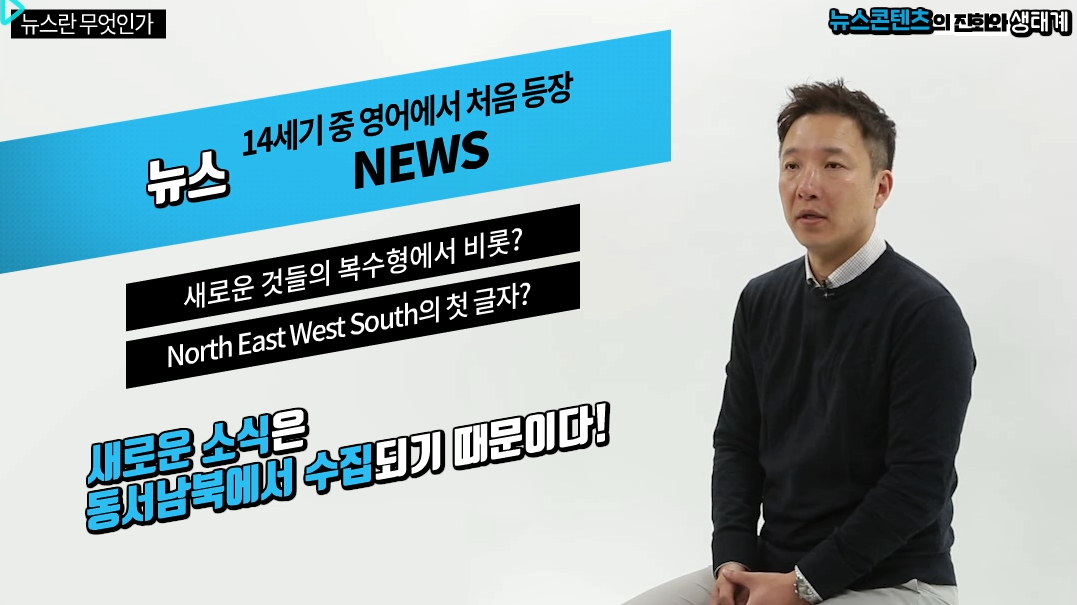 뉴스란 무엇인가
뉴스콘텐츠의 진화와 생태계
14세기 중 영어에서 처음 등장
뉴스 NEWS
새로운 것들의 복수형에서 비롯?
North East West South의 첫 글자?
새로운 소식은
동서남북에서 수집되기 때문이다!